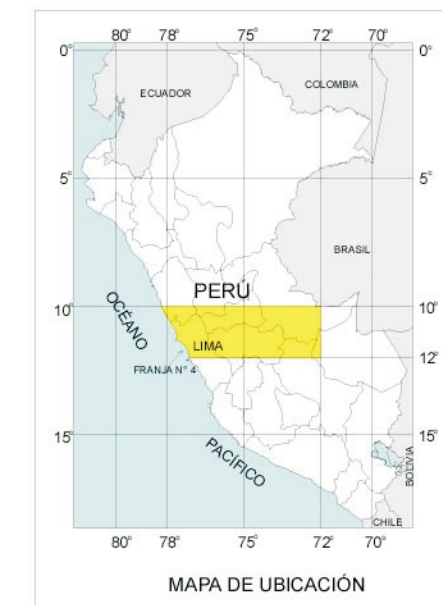 80° 78° 75° 72° 70°
0° 0°
COLOMBIA
ECUADOR
5° 5°
BRASIL
PERÚ
10° 10°
OCÉANO
LIMA
12°
FRANJA N° 4
15° 15°
PACÍFICO
BOLIVIA
CHILE
80° 78° 75° 72° 70°
MAPA DE UBICACIÓN